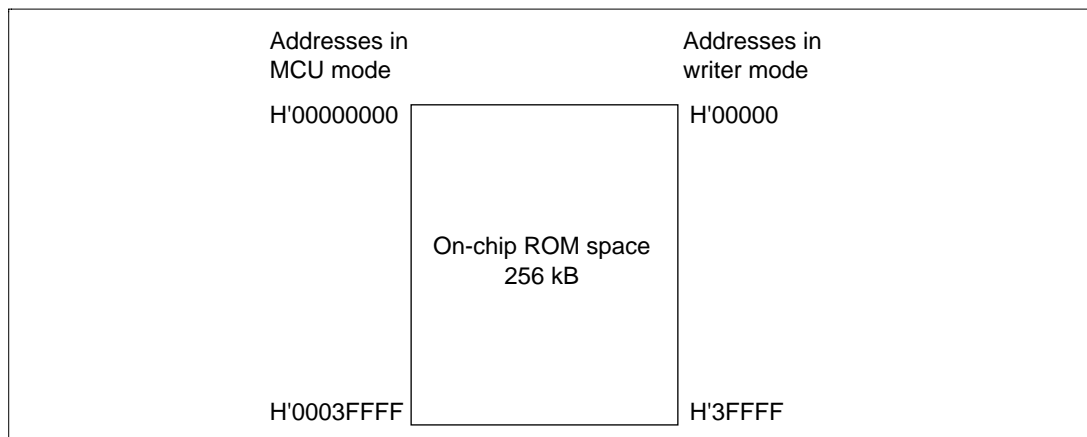 Addresses in
MCU mode
Addresses in
writer mode
H'00000000
H'00000
On-chip ROM space
256 kB
H'0003FFFF
H'3FFFF